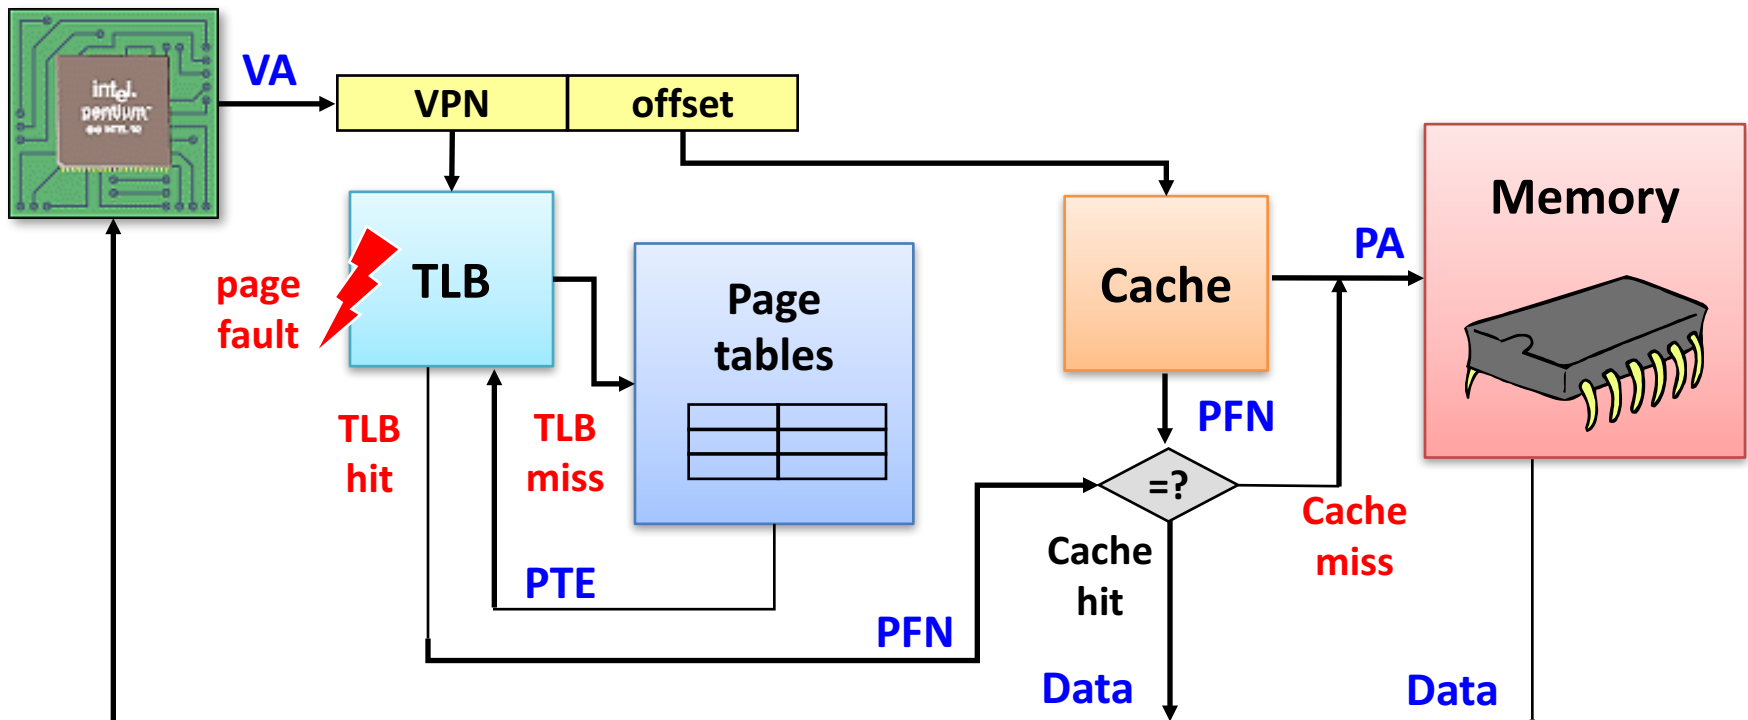 VA
intel.
pentium
VPN
offset
Memory
PA
TLB
page
fault
Page
tables
Cache
TLB
hit
TLB
miss
PFN
=?
Cache
miss
Cache
hit
PTE
PFN
Data
Data